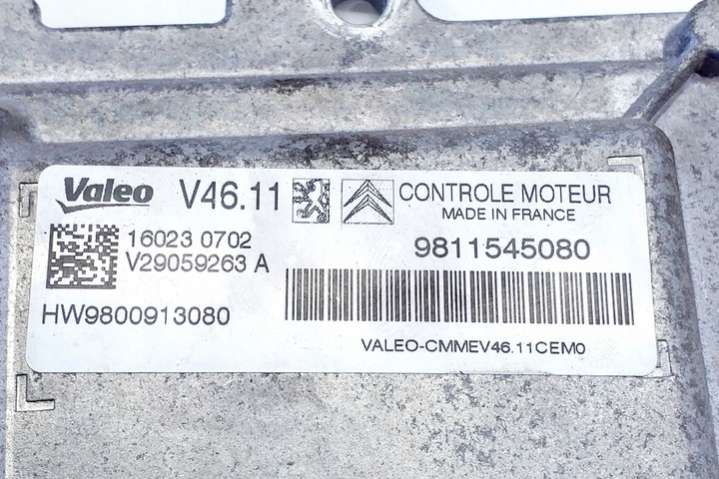 Valeo V46.11 CONTROLE MOTEUR
MADE IN FRANCE
16023 0702
V29059263 A
9811545080
HW9800913080
VALEO-CMMEV46.11CEM0